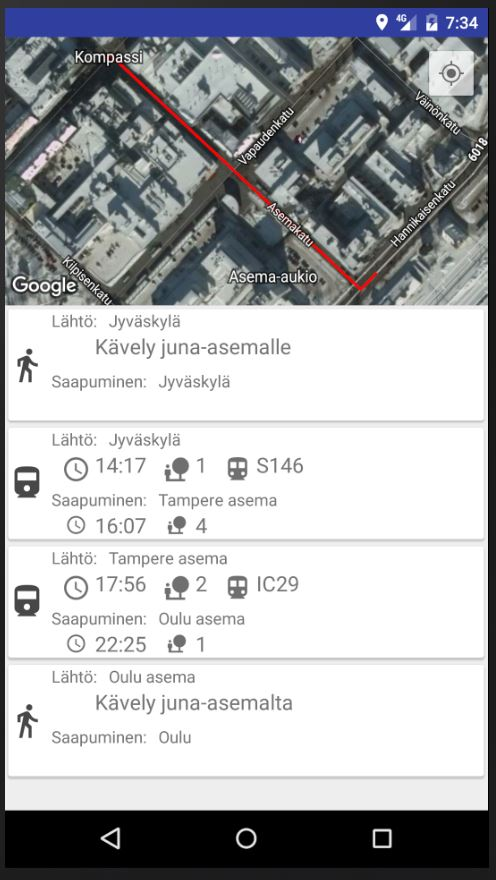 4G 7:34
Kompassi
Väinönkatu
Vapaudenkatu
6018
Asemakatu
Hannikaisenkatu
Kilpisenkatu
Asema-aukio
Google
Lähtö: Jyväskylä
Kävely juna-asemalle
Saapuminen: Jyväskylä
Lähtö: Jyväskylä
14:17 1 S146
Saapuminen: Tampere asema
16:07 4
Lähtö: Tampere asema
17:56 2 IC29
Saapuminen: Oulu asema
22:25 1
Lähtö: Oulu asema
Kävely juna-asemalta
Saapuminen: Oulu